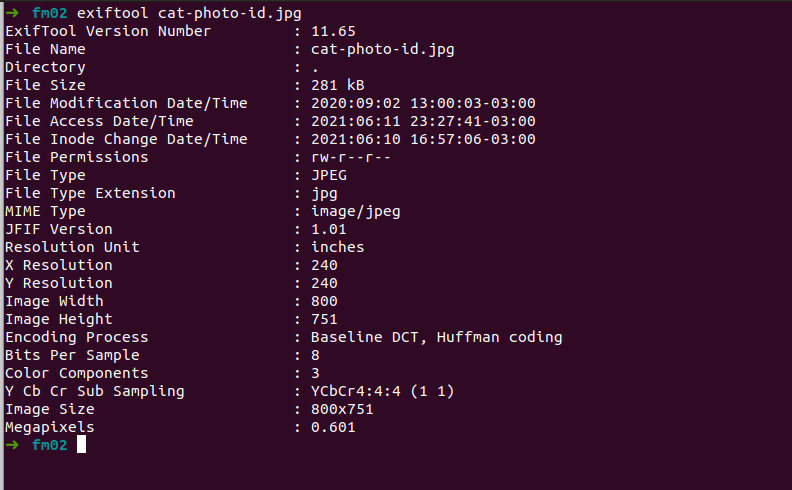 ➜ fm02 exiftool cat-photo-id.jpg
ExifTool Version Number         : 11.65
File Name                       : cat-photo-id.jpg
Directory                       : .
File Size                       : 281 kB
File Modification Date/Time     : 2020:09:02 13:00:03-03:00
File Access Date/Time           : 2021:06:11 23:27:41-03:00
File Inode Change Date/Time     : 2021:06:10 16:57:06-03:00
File Permissions                : rw-r--r--
File Type                       : JPEG
File Type Extension             : jpg
MIME Type                       : image/jpeg
JFIF Version                    : 1.01
Resolution Unit                 : inches
X Resolution                    : 240
Y Resolution                    : 240
Image Width                     : 800
Image Height                    : 751
Encoding Process                : Baseline DCT, Huffman coding
Bits Per Sample                 : 8
Color Components                : 3
Y Cb Cr Sub Sampling            : YCbCr4:4:4 (1 1)
Image Size                      : 800x751
Megapixels                      : 0.601
➜ fm02